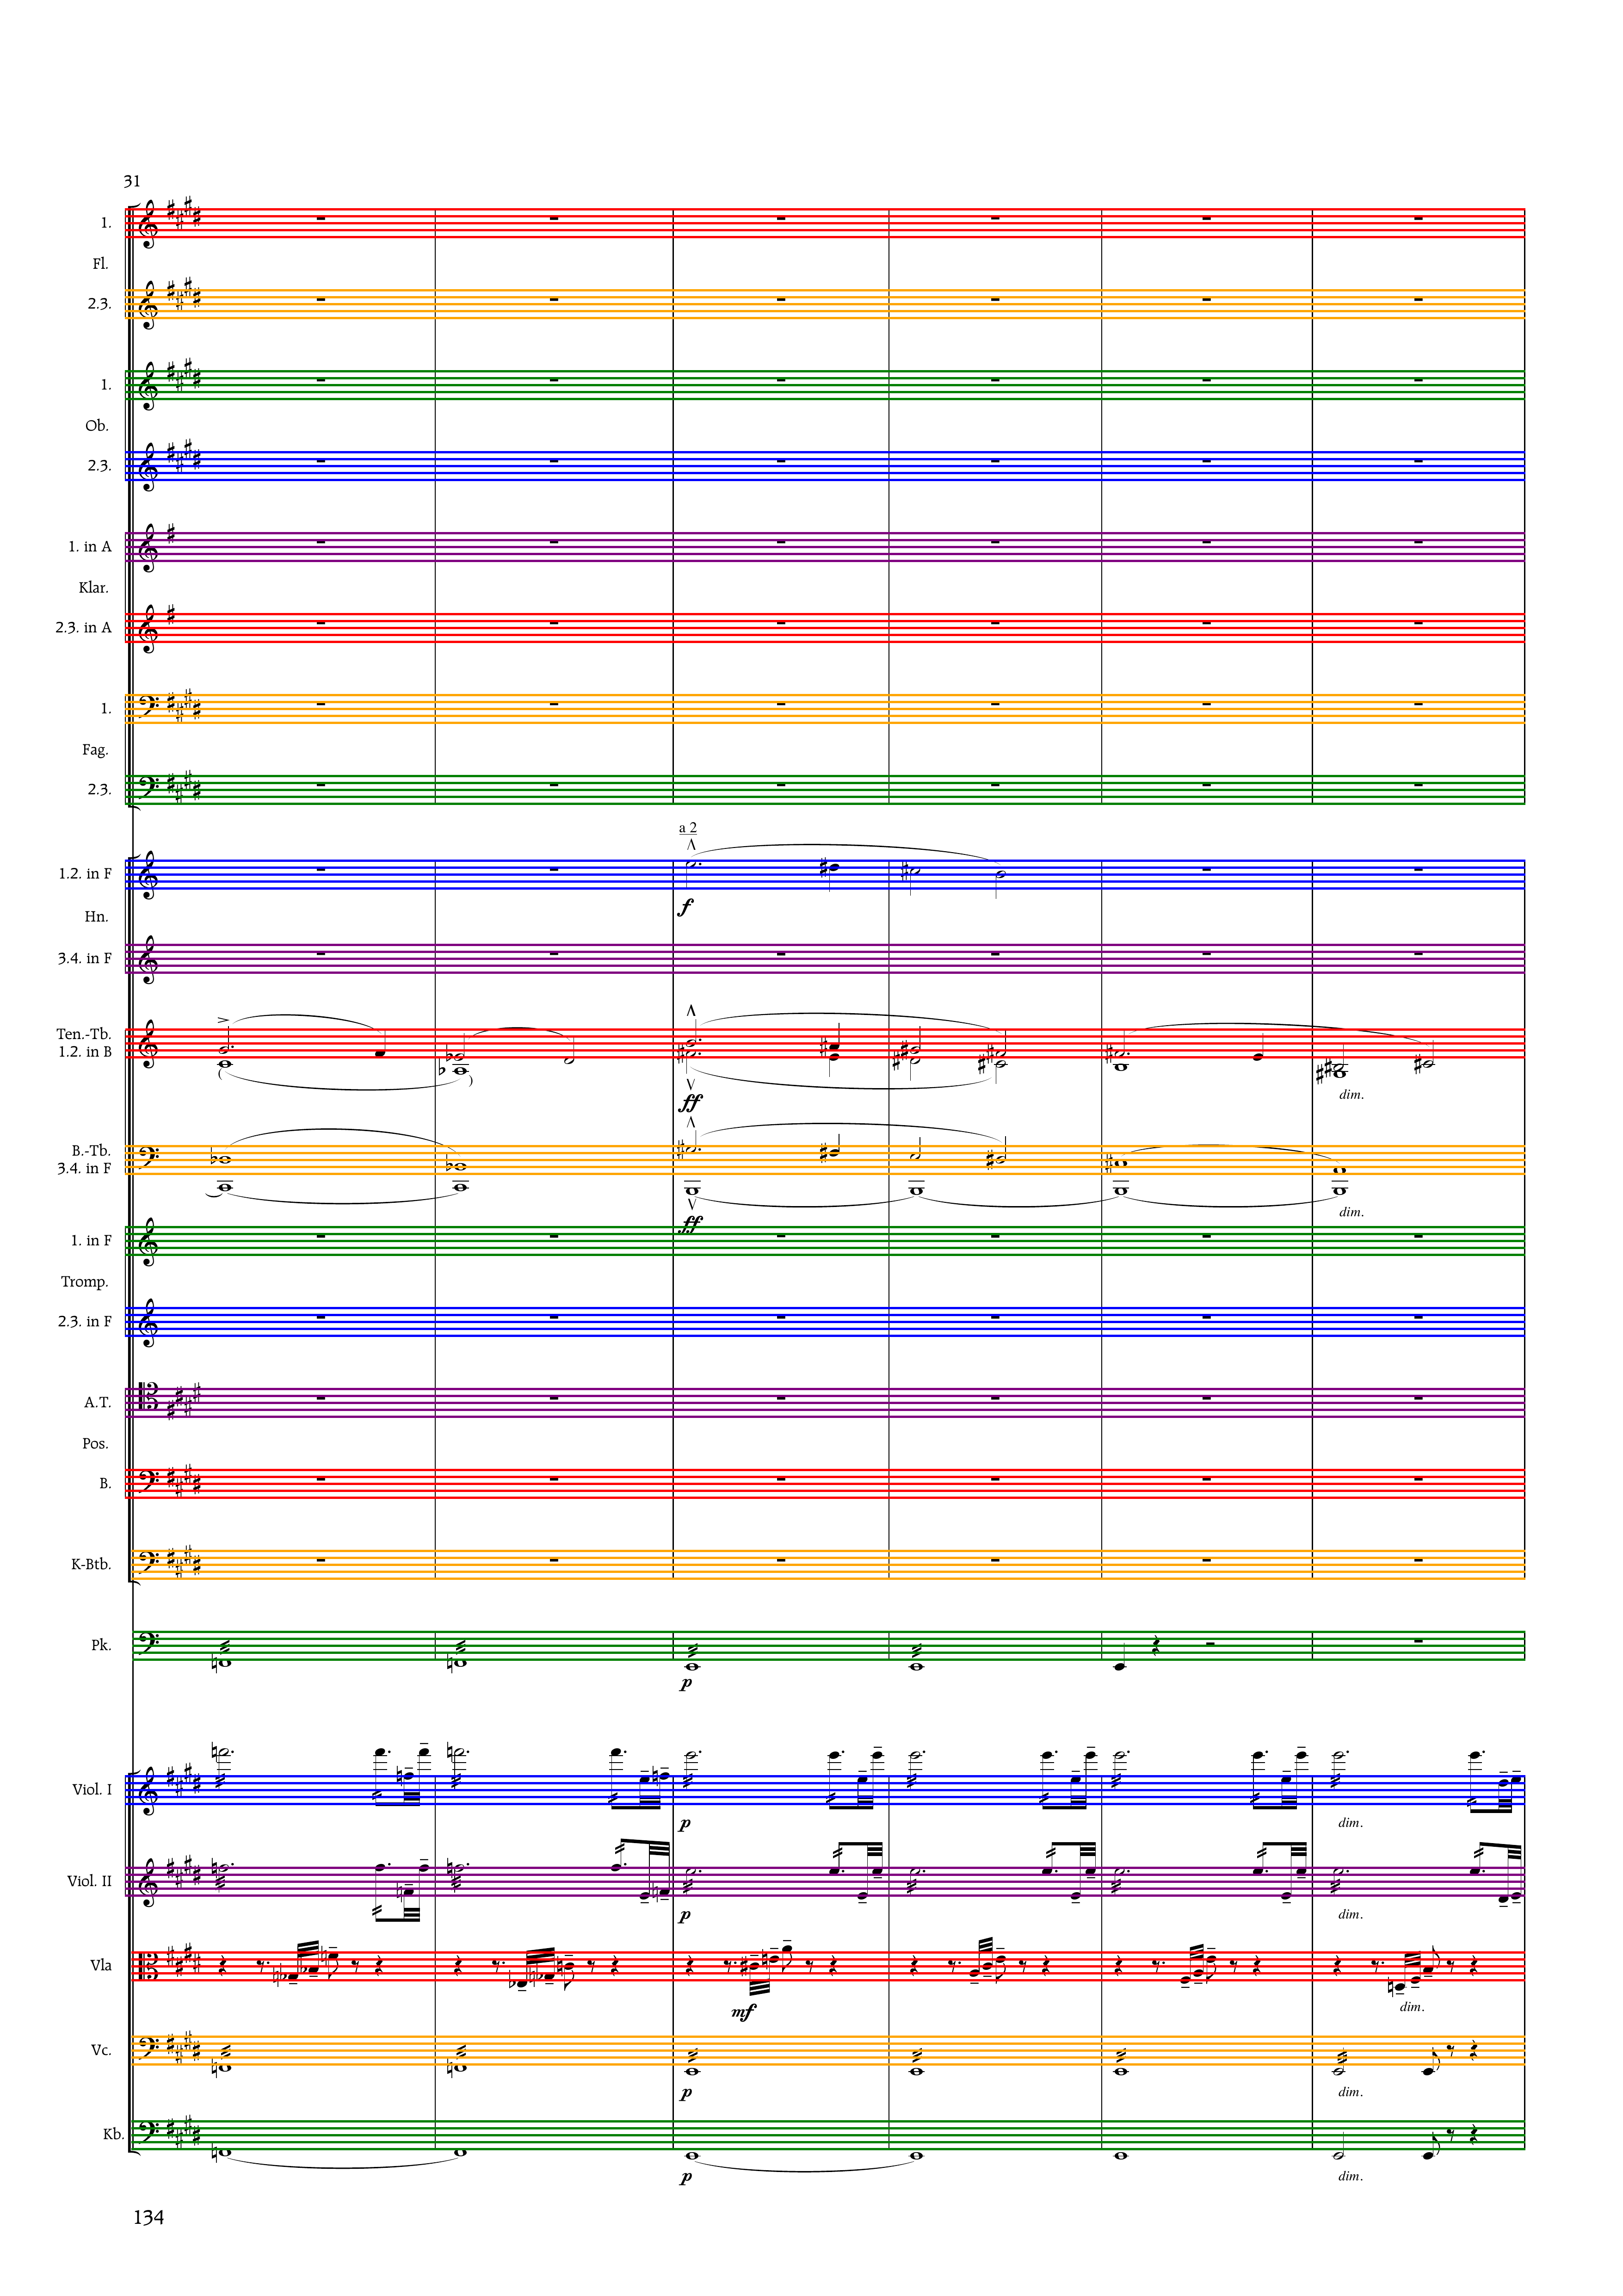 31
1.
Fl.
2.3.
1.
Ob.
2.3.
1. in A
Klar.
2.3. in A
1.
Fag.
2.3.
a 2
1.2. in F
f
Hn.
3.4. in F
Ten.-Tb.
1.2. in B
dim.
ff
B.-Tb.
3.4. in F
dim.
ff
1. in F
Tromp.
2.3. in F
A.T.
Pos.
B.
K-Btb.
Pk.
p
Viol. I
p
dim.
Viol. II
p
dim.
Vla
mf
dim.
Vc.
p
dim.
Kb.
p
dim.
134